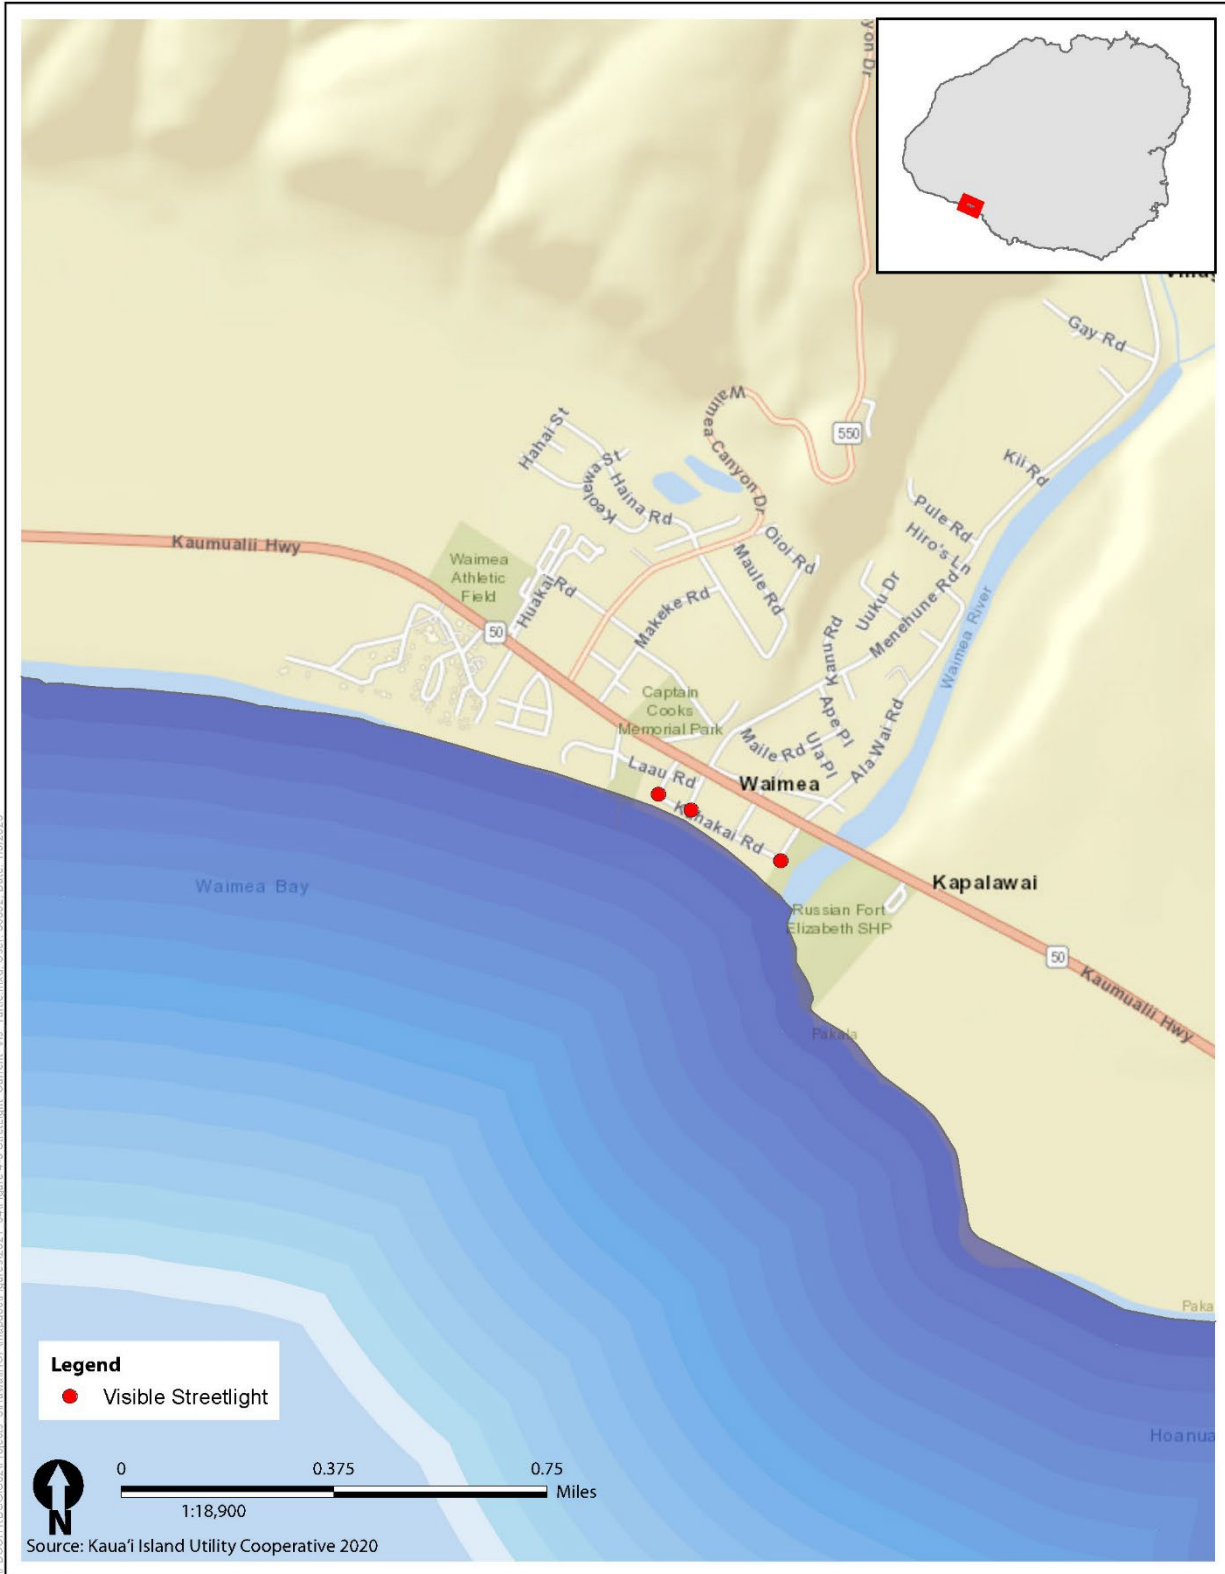 yon Dr
Gay Rd
550
Waimea Canyon Dr
Hahai St
Keolewa St
Haina Rd
Kii Rd
Pule Rd
Hiro's Ln
Oioi Rd
Maule Rd
Kaumualii Hwy
Waimea
Athletic
Field
Huakai
Rd
Makeke Rd
Uuku Dr
Menehune Rd
Kaunu Rd
Waimea River
50
Captain
Cooks
Memorial Park
Ape Pl
Ula Pl
Maile Rd
Ala Wai Rd
Laau Rd
Waimea
Kahakai Rd
Waimea Bay
Kapalawai
Russian Fort
Elizabeth SHP
50
Kaumualii Hwy
Pakala
Paka
Hoanua
Legend
Visible Streetlight
0 0.375 0.75
Miles
1:18,900
N
Source: Kaua'i Island Utility Cooperative 2020